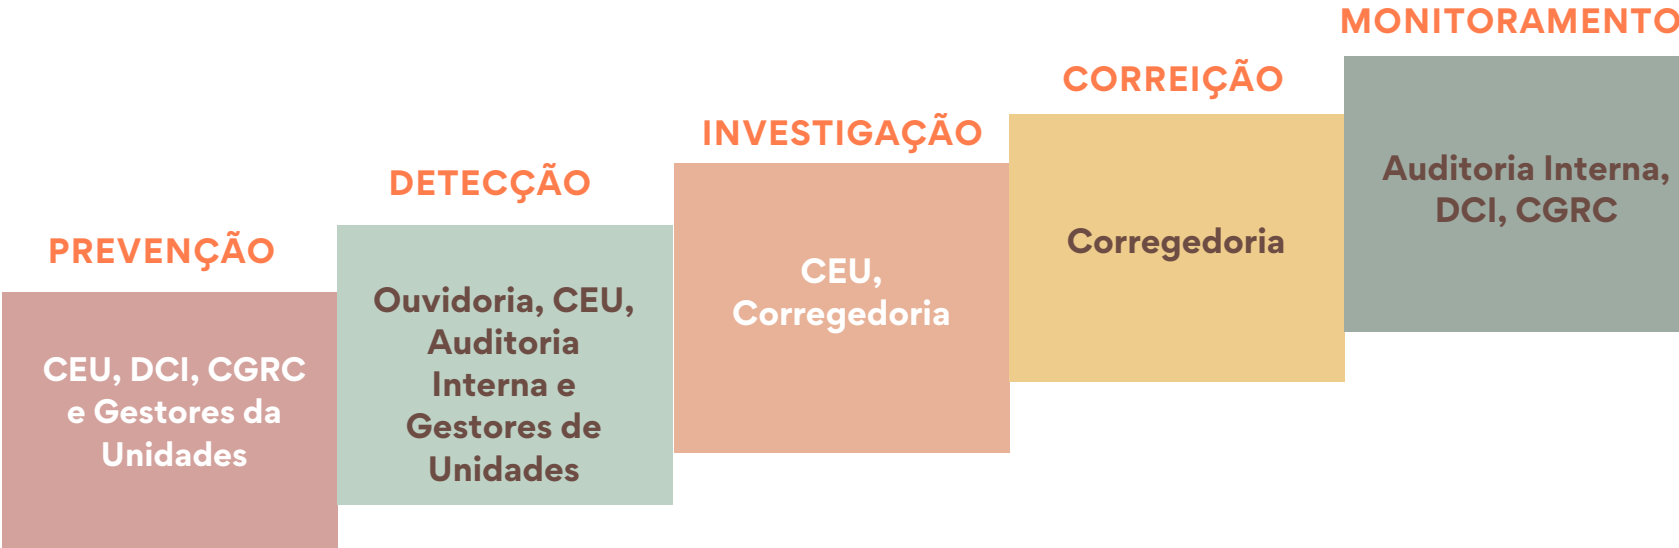 PREVENÇÃO
CEU, DCI, CGRC
e Gestores da
Unidades
DETECÇÃO
Ouvidoria, CEU,
Auditoria
Interna e
Gestores de
Unidades
INVESTIGAÇÃO
CEU,
Corregedoria
CORREIÇÃO
Corregedoria
MONITORAMENTO
Auditoria Interna,
DCI, CGRC